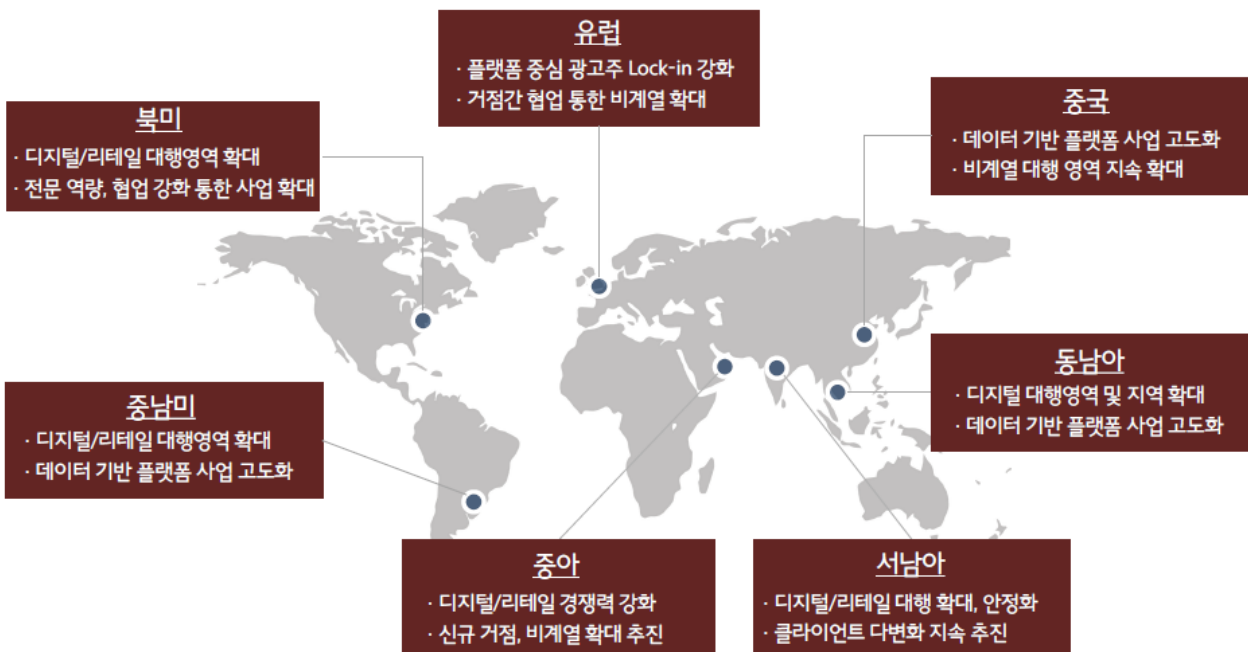 유럽
· 플랫폼 중심 광고주 Lock-in 강화
· 거점간 협업 통한 비계열 확대
북미
· 디지털/리테일 대행영역 확대
· 전문 역량, 협업 강화 통한 사업 확대
중국
· 데이터 기반 플랫폼 사업 고도화
· 비계열 대행 영역 지속 확대
중남미
· 디지털/리테일 대행영역 확대
· 데이터 기반 플랫폼 사업 고도화
동남아
· 디지털 대행영역 및 지역 확대
· 데이터 기반 플랫폼 사업 고도화
중아
· 디지털/리테일 경쟁력 강화
· 신규 거점, 비계열 확대 추진
서남아
· 디지털/리테일 대행 확대, 안정화
· 클라이언트 다변화 지속 추진